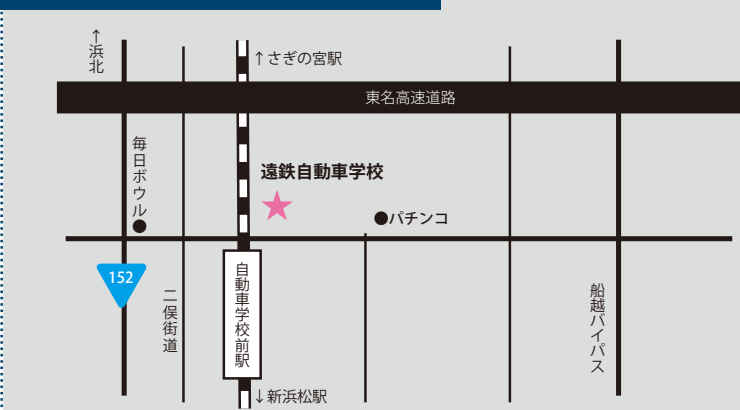 ↑浜北
↑さぎの宮駅
東名高速道路
毎日ボウル●
遠鉄自動車学校
●パチンコ
152
二俣街道
自動車学校前駅
船越バイパス
↓新浜松駅